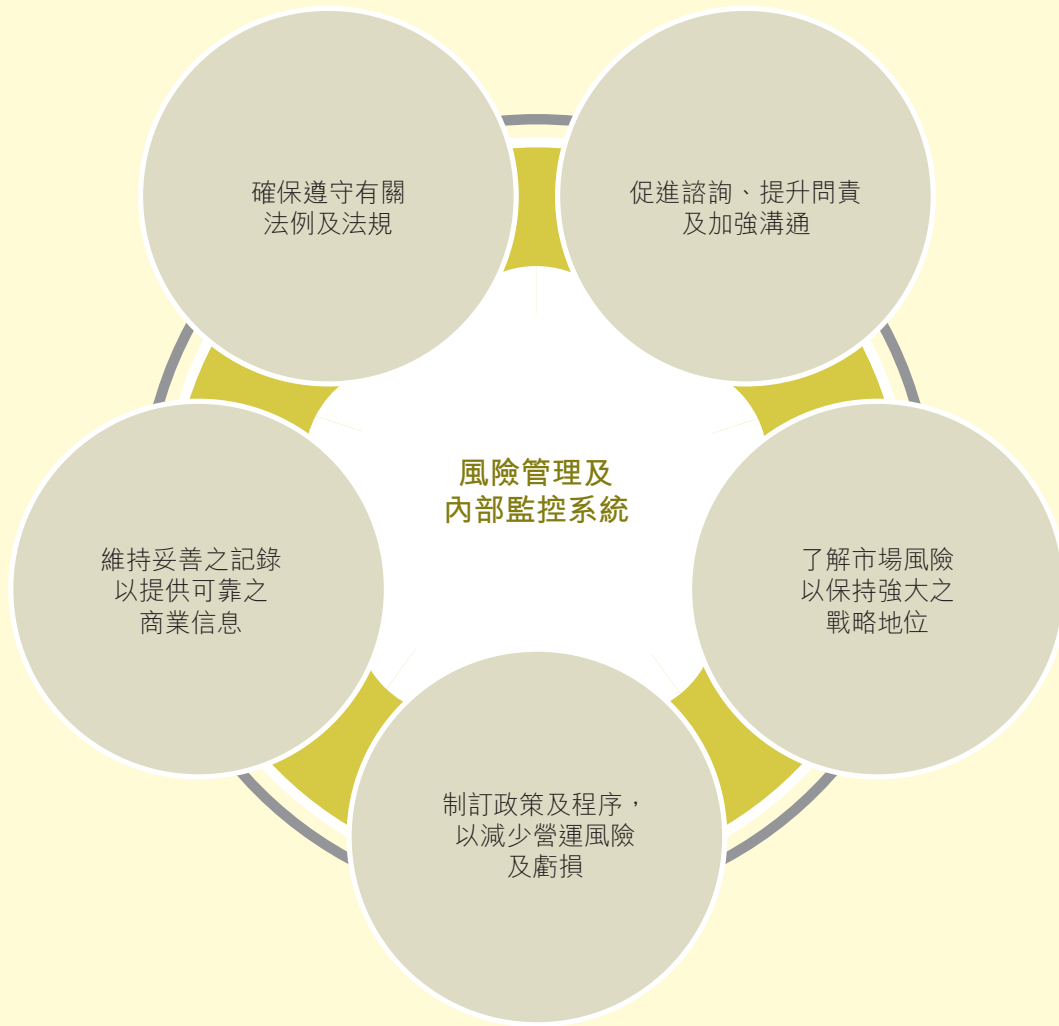 確保遵守有關
法例及法規
促進諮詢、提升問責
及加強溝通
風險管理及
內部監控系統
維持妥善之記錄
以提供可靠之
商業信息
了解市場風險
以保持強大之
戰略地位
制訂政策及程序，
以減少營運風險
及虧損